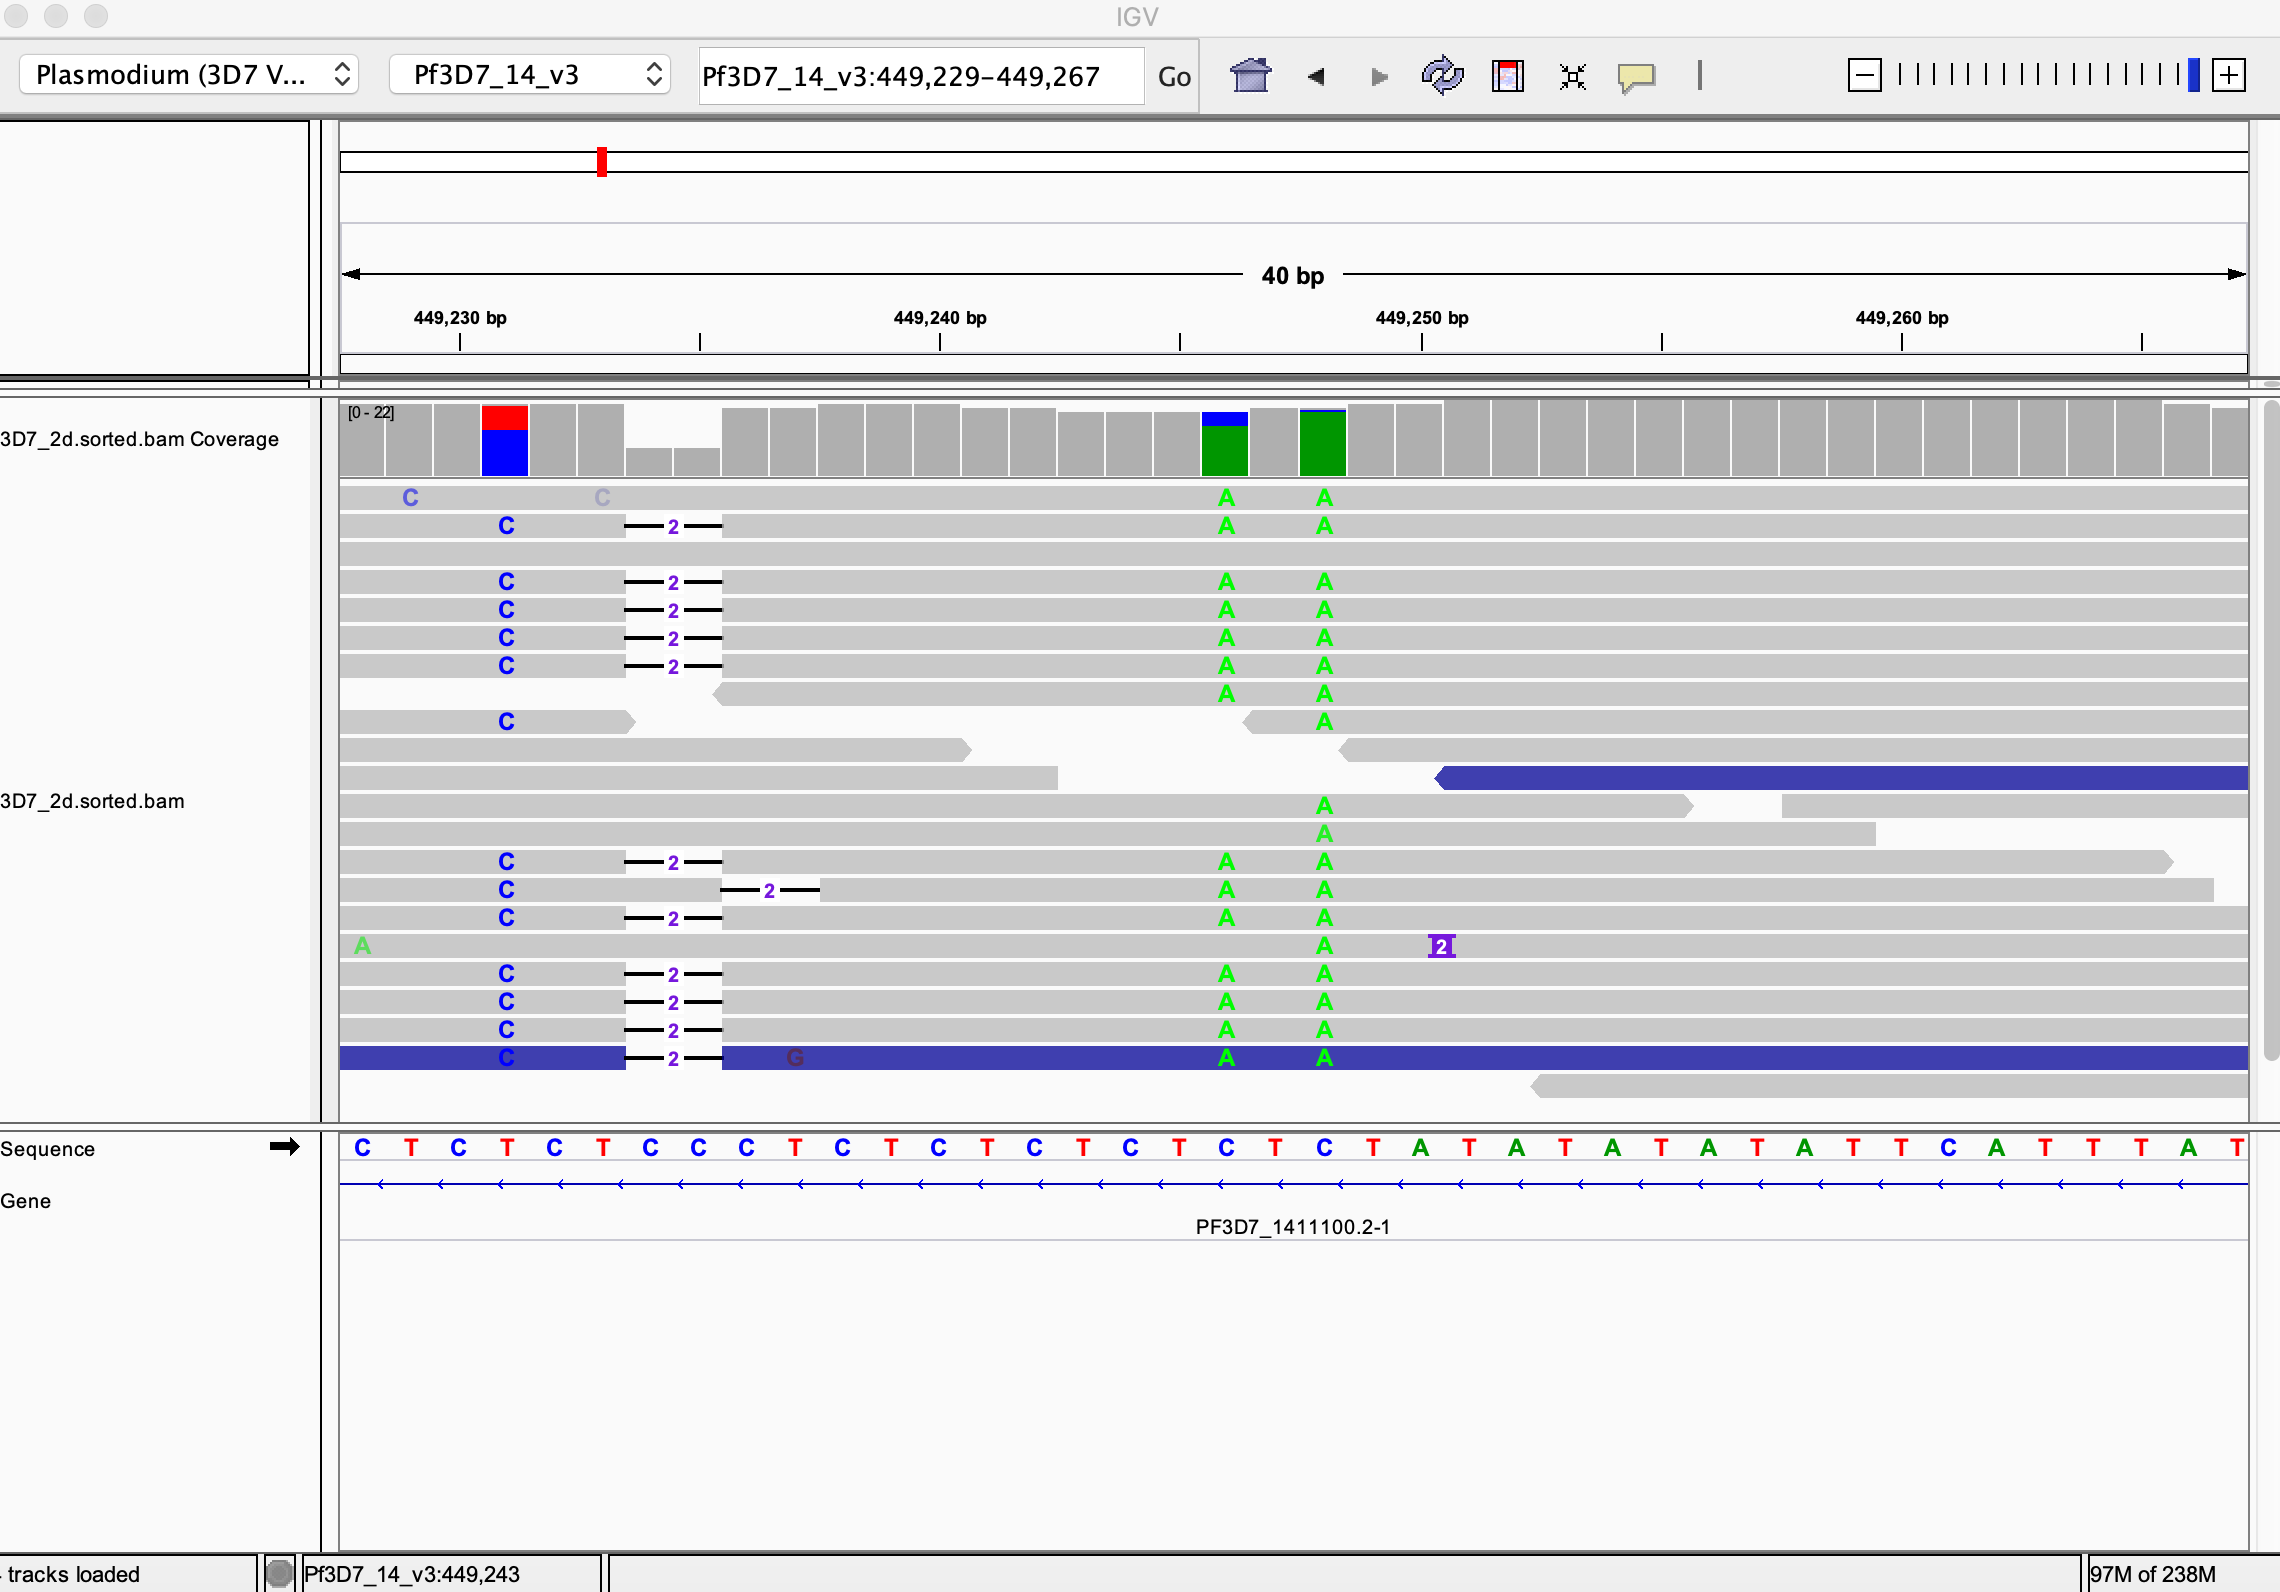 IGV
Plasmodium (3D7 V... Pf3D7_14_v3 Pf3D7_14_v3:449,229-449,267 Go
40 bp
449,230 bp 449,240 bp 449,250 bp 449,260 bp
[0 - 22]
3D7_2d.sorted.bam Coverage
C C A A
C 2 A A
C 2 A A
C 2 A A
C 2 A A
C 2 A A
A
C A
3D7_2d.sorted.bam
A
A
C 2 A A
C 2 A A
C 2 A A
A A 2
C 2 A A
C 2 A A
C 2 A A
C 2 G A A
Sequence C T C T C T C C C T C T C T C T C T C T C T A T A T A T A T A T T C A T T T A T
Gene
PF3D7_1411100.2-1
tracks loaded Pf3D7_14_v3:449,243 97M of 238M